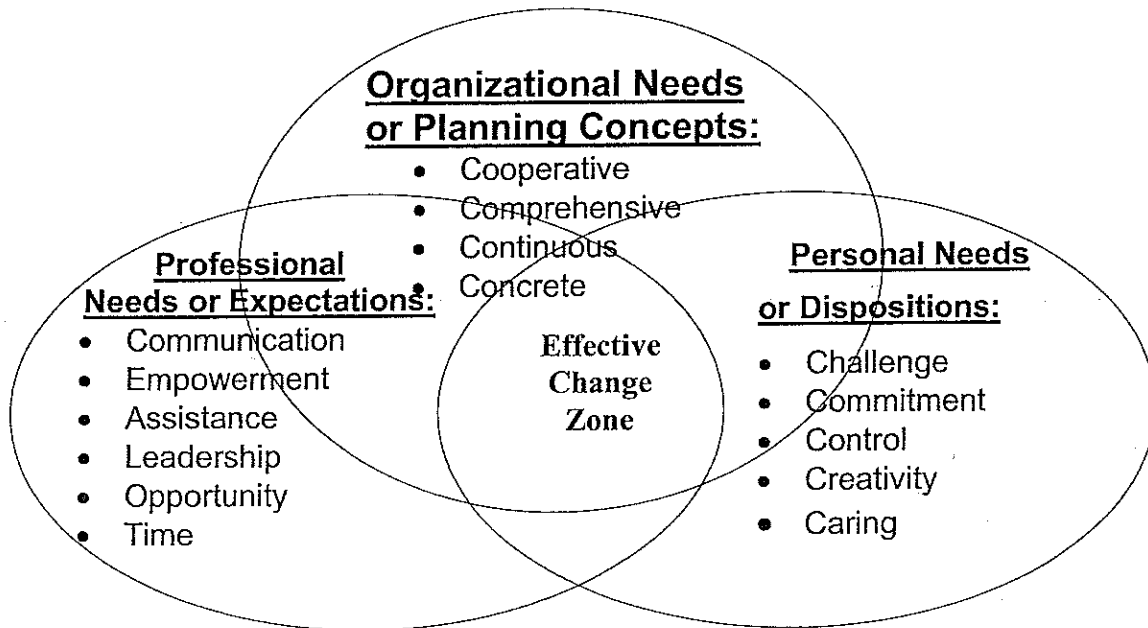 Organizational Needs
or Planning Concepts:
• Cooperative
• Comprehensive
• Continuous
• Concrete
Professional
Needs or Expectations:
• Communication
• Empowerment
• Assistance
• Leadership
• Opportunity
• Time
Effective
Change
Zone
Personal Needs
or Dispositions:
• Challenge
• Commitment
• Control
• Creativity
• Caring